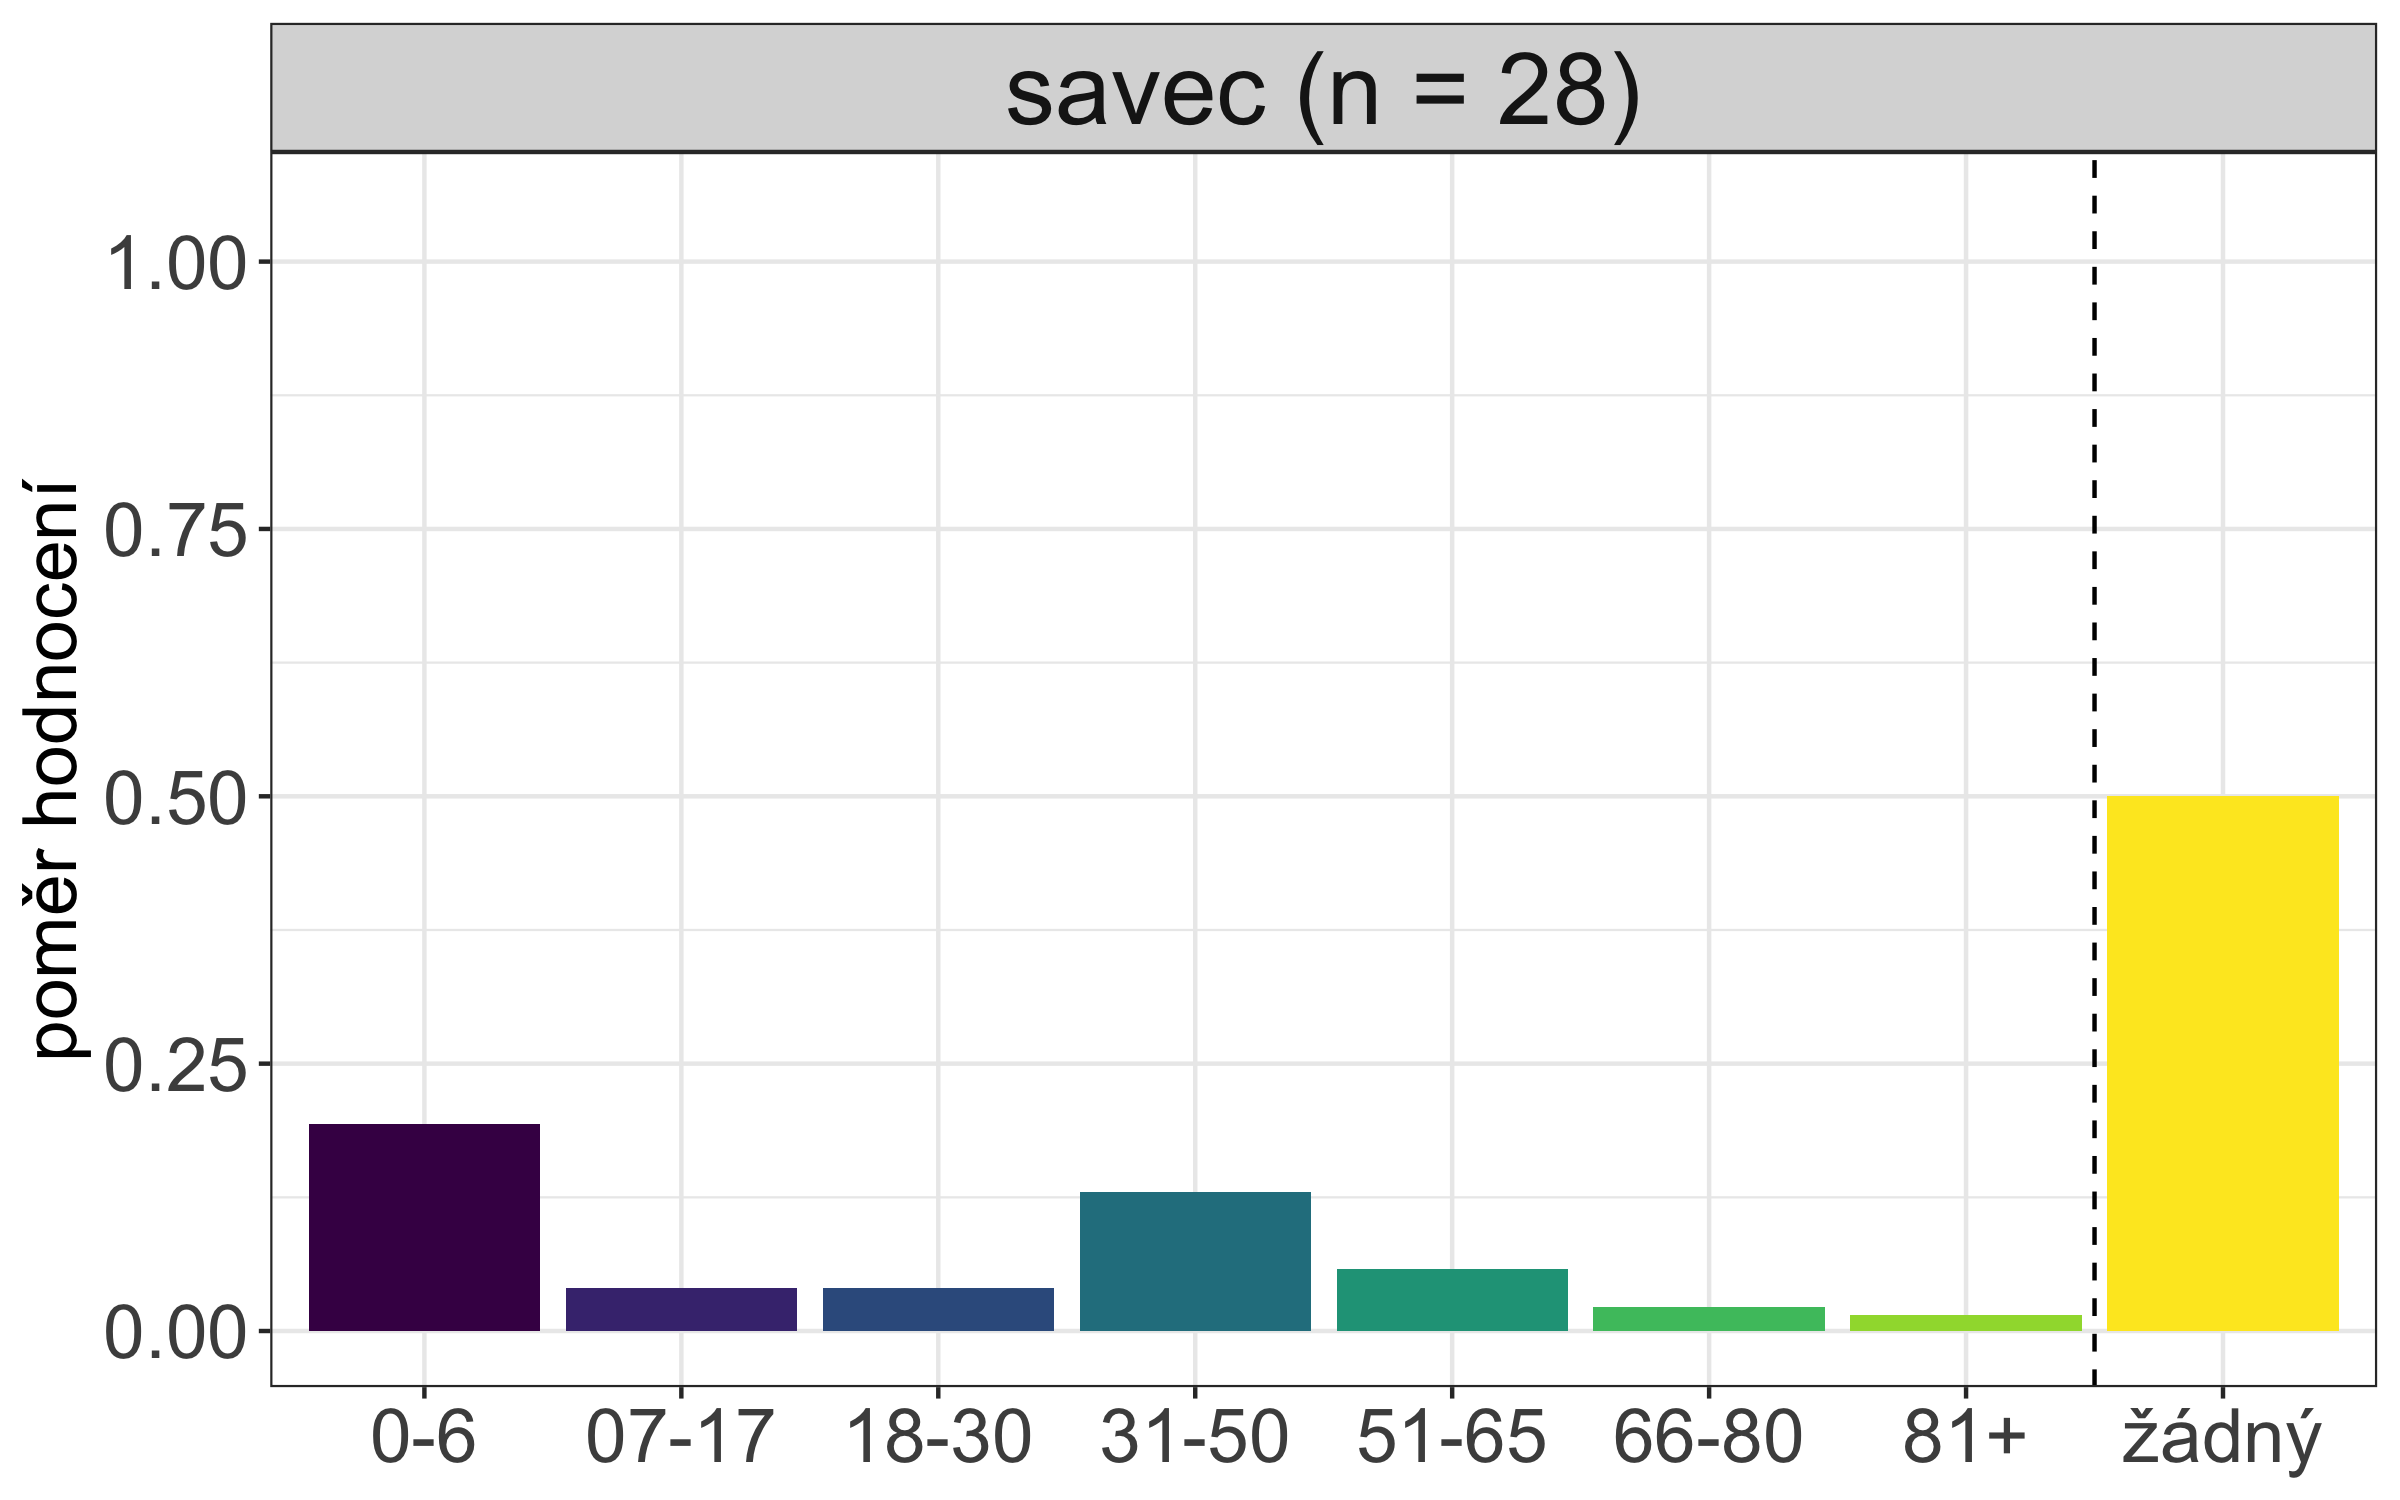 savec (n = 28)
poměr hodnocení
1.00
0.75
0.50
0.25
0.00
0-6 07-17 18-30 31-50 51-65 66-80 81+ žádný